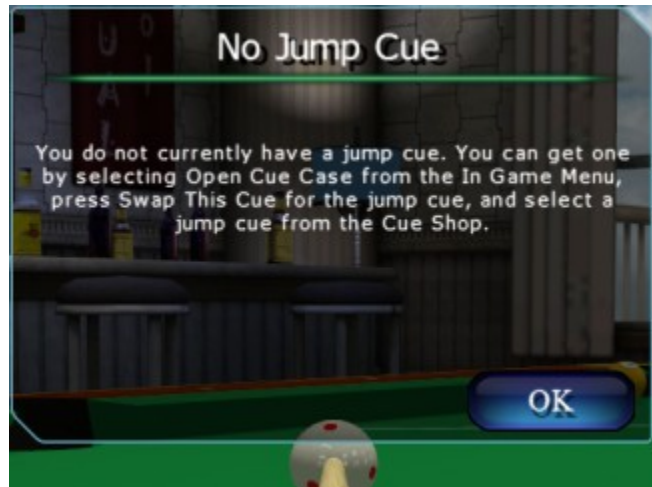 No Jump Cue
You do not currently have a jump cue. You can get one
by selecting Open Cue Case from the In Game Menu,
press Swap This Cue for the jump cue, and select a
jump cue from the Cue Shop.
OK